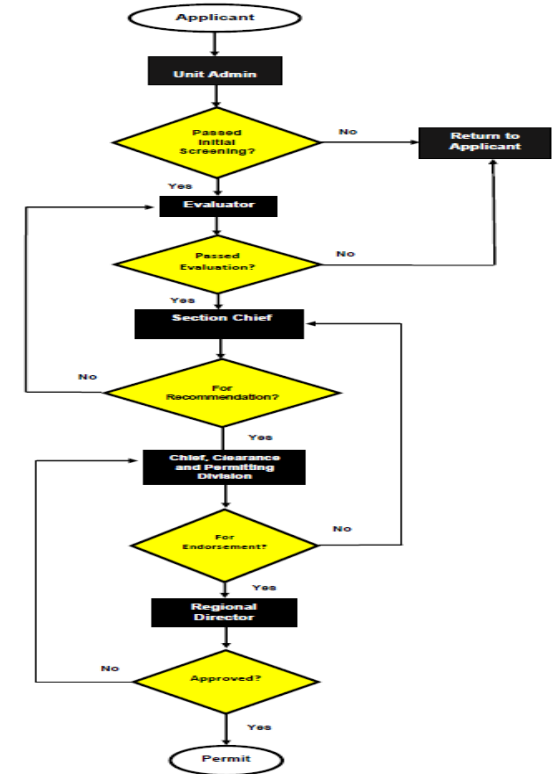 Applicant
Unit Admin
Passed
Initial
Screening?
No
Return to
Applicant
Yes
Evaluator
Passed
Evaluation?
No
Yes
Section Chief
For
Recommendation?
No
Yes
Chief, Clearance
and Permitting
Division
For
Endorsement?
No
Yes
Regional
Director
Approved?
No
Yes
Permit